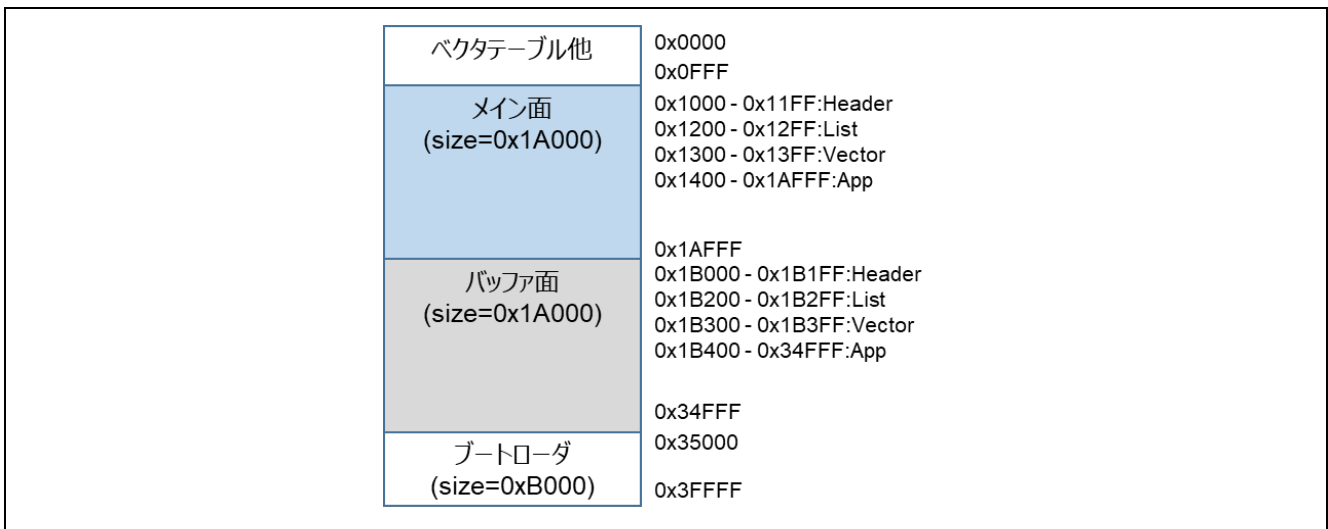 ベクタテーブル他
0x0000
0x0FFF
メイン面
(size=0x1A000)
0x1000 - 0x11FF:Header
0x1200 - 0x12FF:List
0x1300 - 0x13FF:Vector
0x1400 - 0x1AFFF:App
0x1AFFF
バッファ面
(size=0x1A000)
0x1B000 - 0x1B1FF:Header
0x1B200 - 0x1B2FF:List
0x1B300 - 0x1B3FF:Vector
0x1B400 - 0x34FFF:App
0x34FFF
ブートローダ
(size=0xB000)
0x35000
0x3FFFF